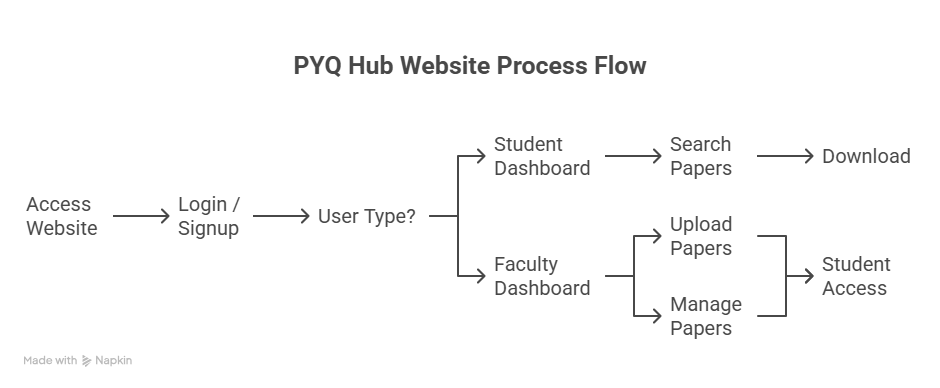 PYQ Hub Website Process Flow
Access
Website
Login /
Signup
User Type?
Student
Dashboard
Search
Papers
Download
Faculty
Dashboard
Upload
Papers
Manage
Papers
Student
Access
Made with Napkin